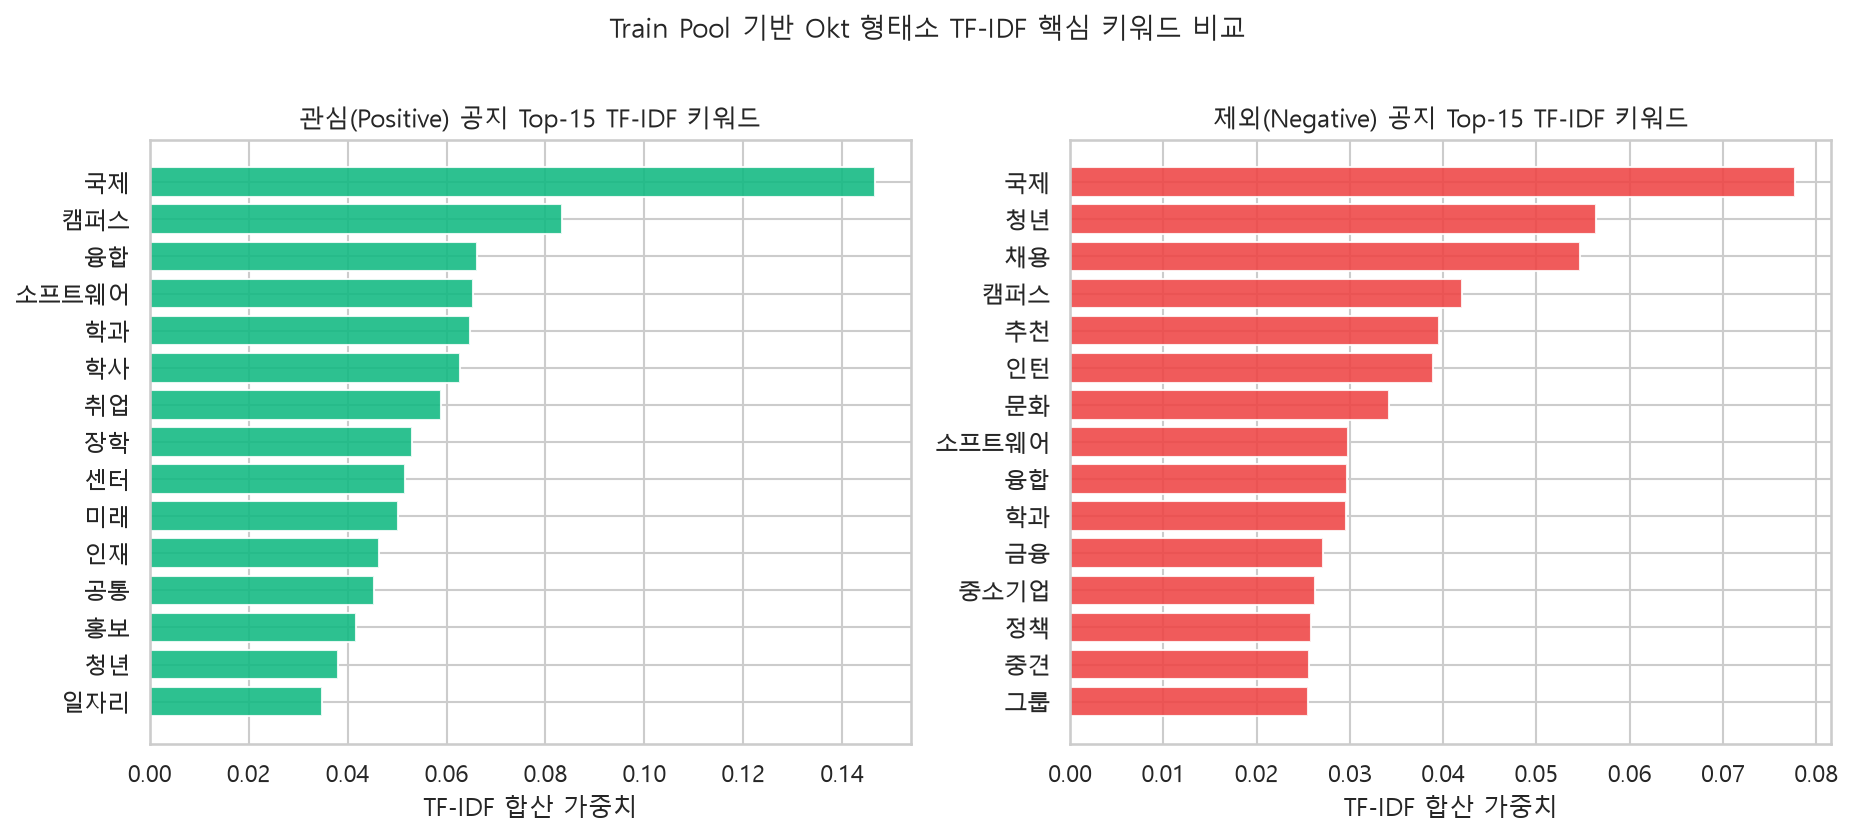 Train Pool 기반 Okt 형태소 TF-IDF 핵심 키워드 비교
관심(Positive) 공지 Top-15 TF-IDF 키워드
국제
캠퍼스
융합
소프트웨어
학과
학사
취업
장학
센터
미래
인재
공통
홍보
청년
일자리
0.00 0.02 0.04 0.06 0.08 0.10 0.12 0.14
TF-IDF 합산 가중치
제외(Negative) 공지 Top-15 TF-IDF 키워드
국제
청년
채용
캠퍼스
추천
인턴
문화
소프트웨어
융합
학과
금융
중소기업
정책
중견
그룹
0.00 0.01 0.02 0.03 0.04 0.05 0.06 0.07 0.08
TF-IDF 합산 가중치